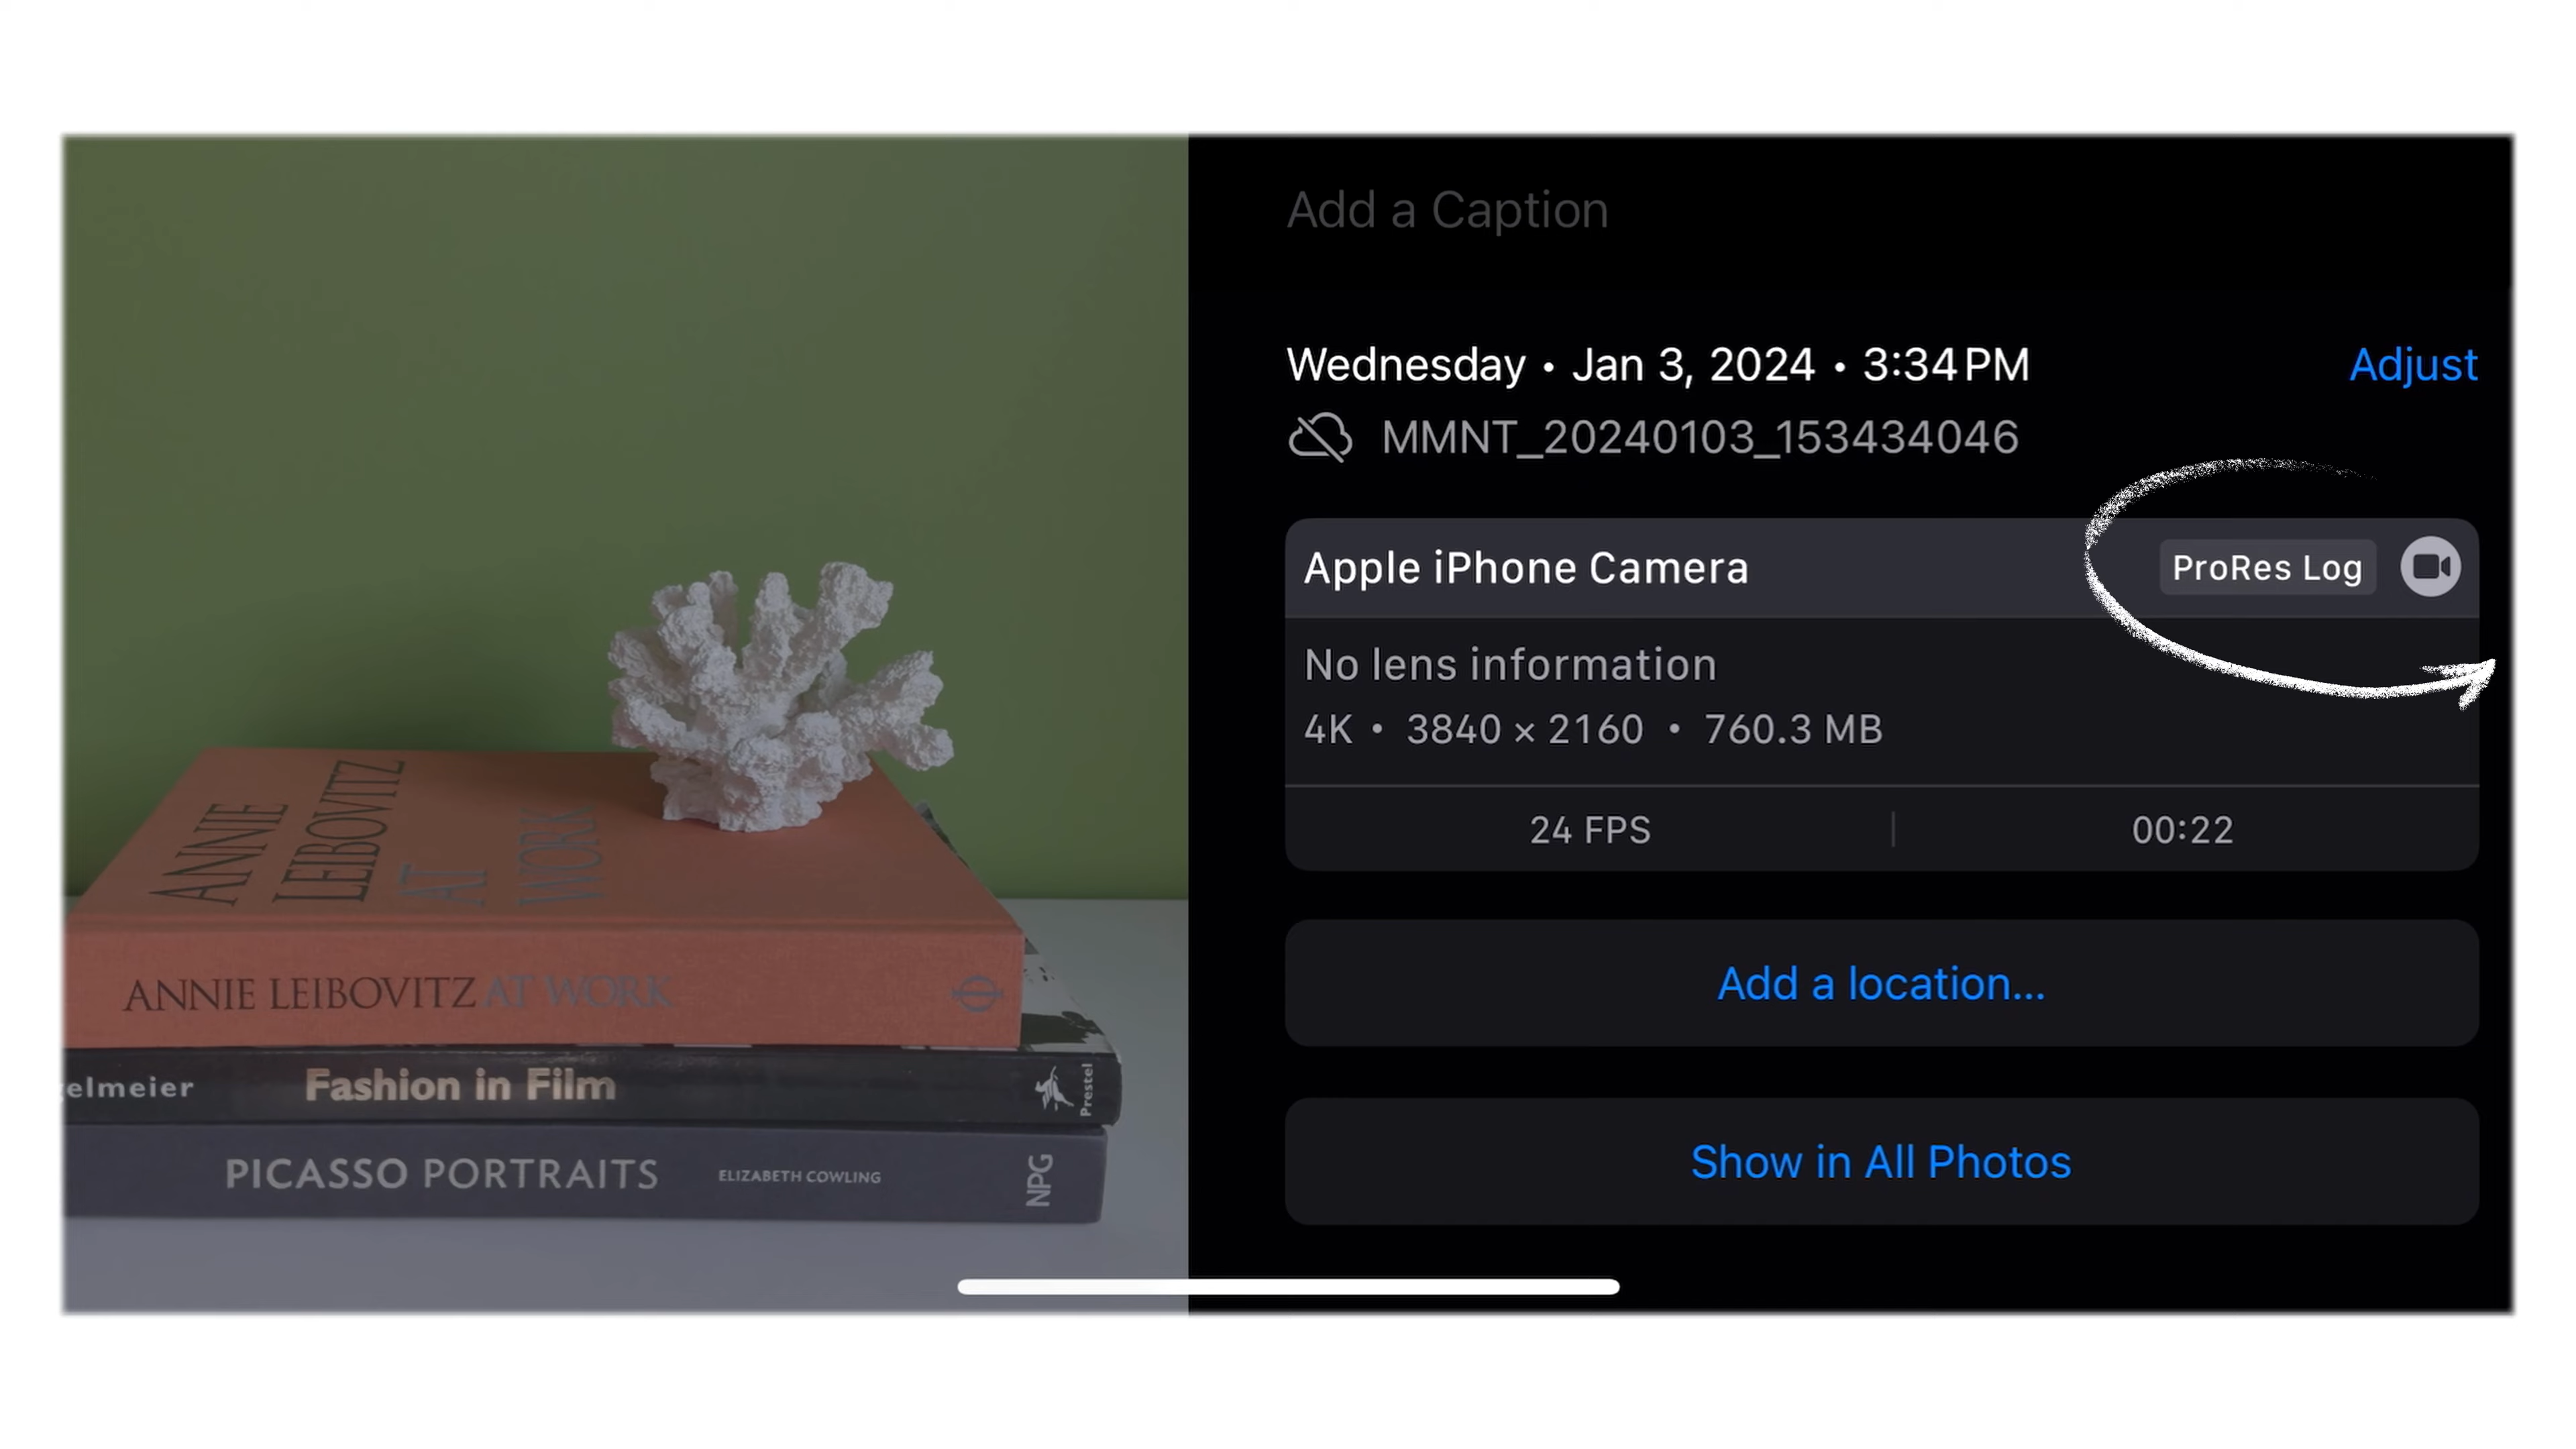 Add a Caption
Wednesday • Jan 3, 2024 • 3:34 PM
Adjust
MMNT_20240103_153434046
Apple iPhone Camera
ProRes Log
No lens information
4K • 3840 × 2160 • 760.3 MB
24 FPS
00:22
Add a location...
Show in All Photos
ANNIE
LEIBOVITZ
AT
WORK
ANNIE LEIBOVITZ AT WORK
elmeier Fashion in Film Prestel
PICASSO PORTRAITS ELIZABETH COWLING NPG